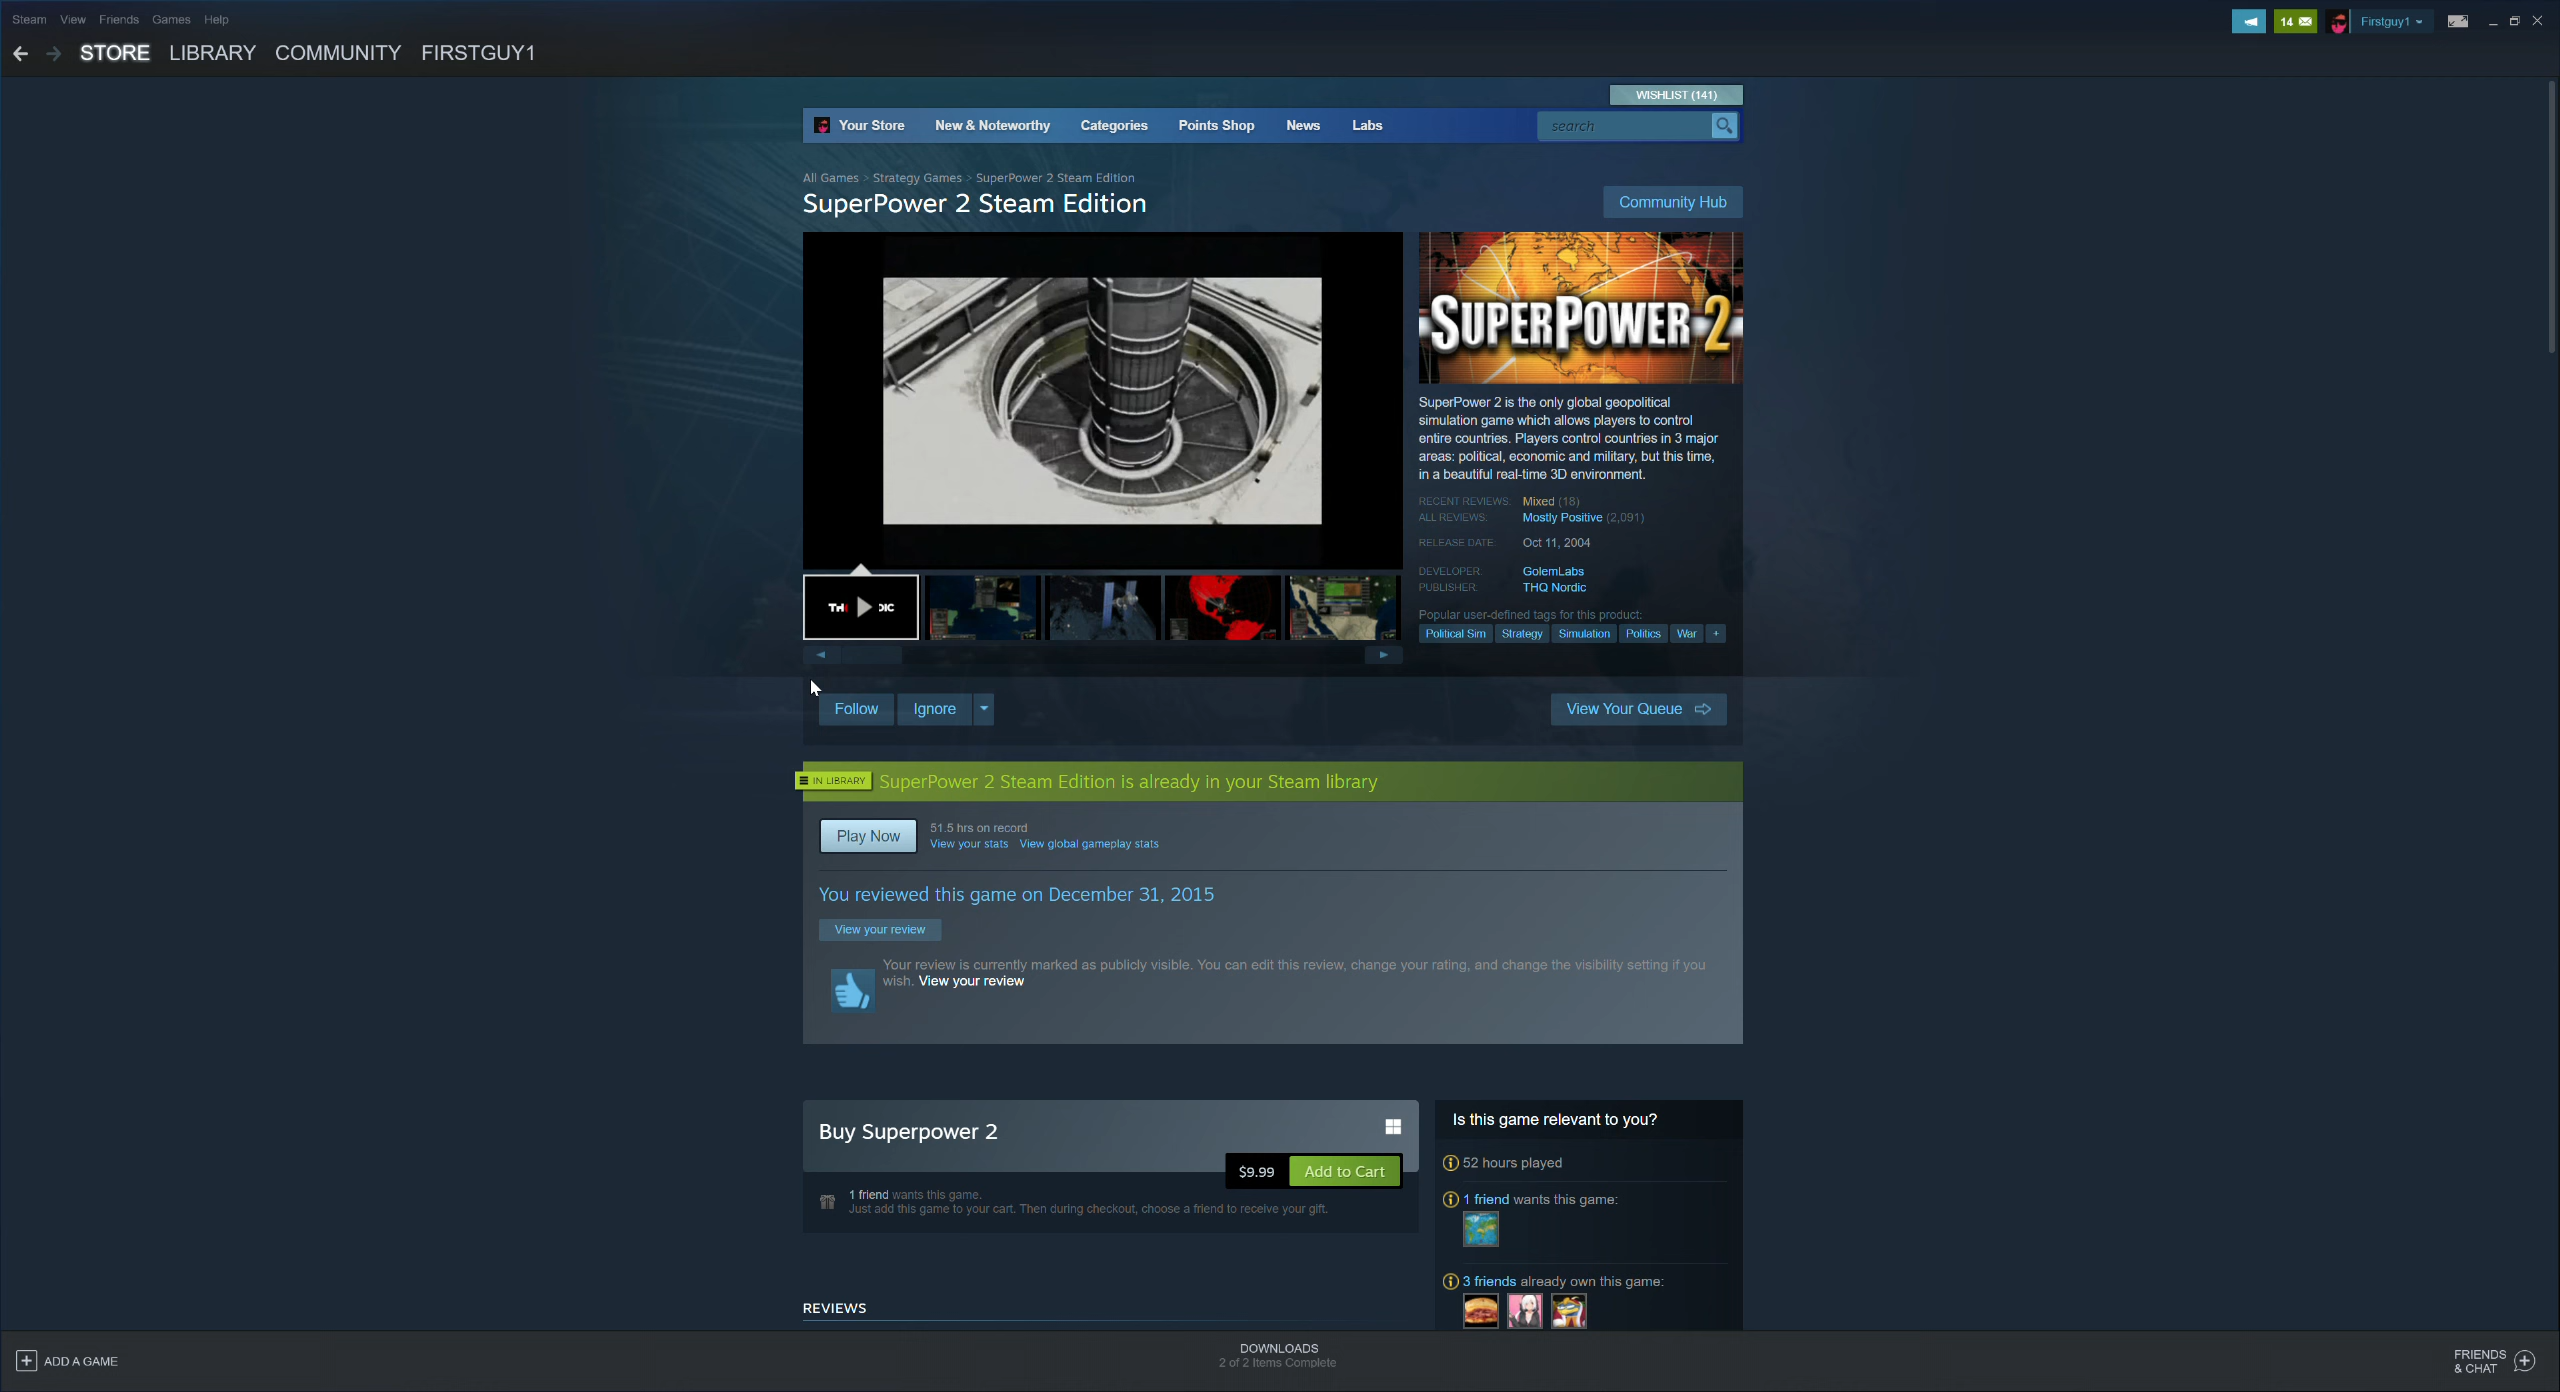 Steam View Friends Games Help
14 Firstguy1
STORE LIBRARY COMMUNITY FIRSTGUY1
WISHLIST (141)
Your Store New & Noteworthy Categories Points Shop News Labs search
All Games > Strategy Games > SuperPower 2 Steam Edition
SuperPower 2 Steam Edition
Community Hub
SUPERPOWER 2
SuperPower 2 is the only global geopolitical
simulation game which allows players to control
entire countries. Players control countries in 3 major
areas: political, economic and military, but this time,
in a beautiful real-time 3D environment.
RECENT REVIEWS: Mixed (18)
ALL REVIEWS: Mostly Positive (2,091)
RELEASE DATE: Oct 11, 2004
DEVELOPER: GolemLabs
PUBLISHER: THQ Nordic
Popular user-defined tags for this product:
Political Sim Strategy Simulation Politics War +
Follow Ignore
View Your Queue
IN LIBRARY SuperPower 2 Steam Edition is already in your Steam library
Play Now
51.5 hrs on record
View your stats View global gameplay stats
You reviewed this game on December 31, 2015
View your review
Your review is currently marked as publicly visible. You can edit this review, change your rating, and change the visibility setting if you
wish. View your review
Buy Superpower 2
$9.99 Add to Cart
1 friend wants this game.
Just add this game to your cart. Then during checkout, choose a friend to receive your gift.
Is this game relevant to you?
52 hours played
1 friend wants this game:
3 friends already own this game:
REVIEWS
ADD A GAME
DOWNLOADS
2 of 2 Items Complete
FRIENDS
& CHAT